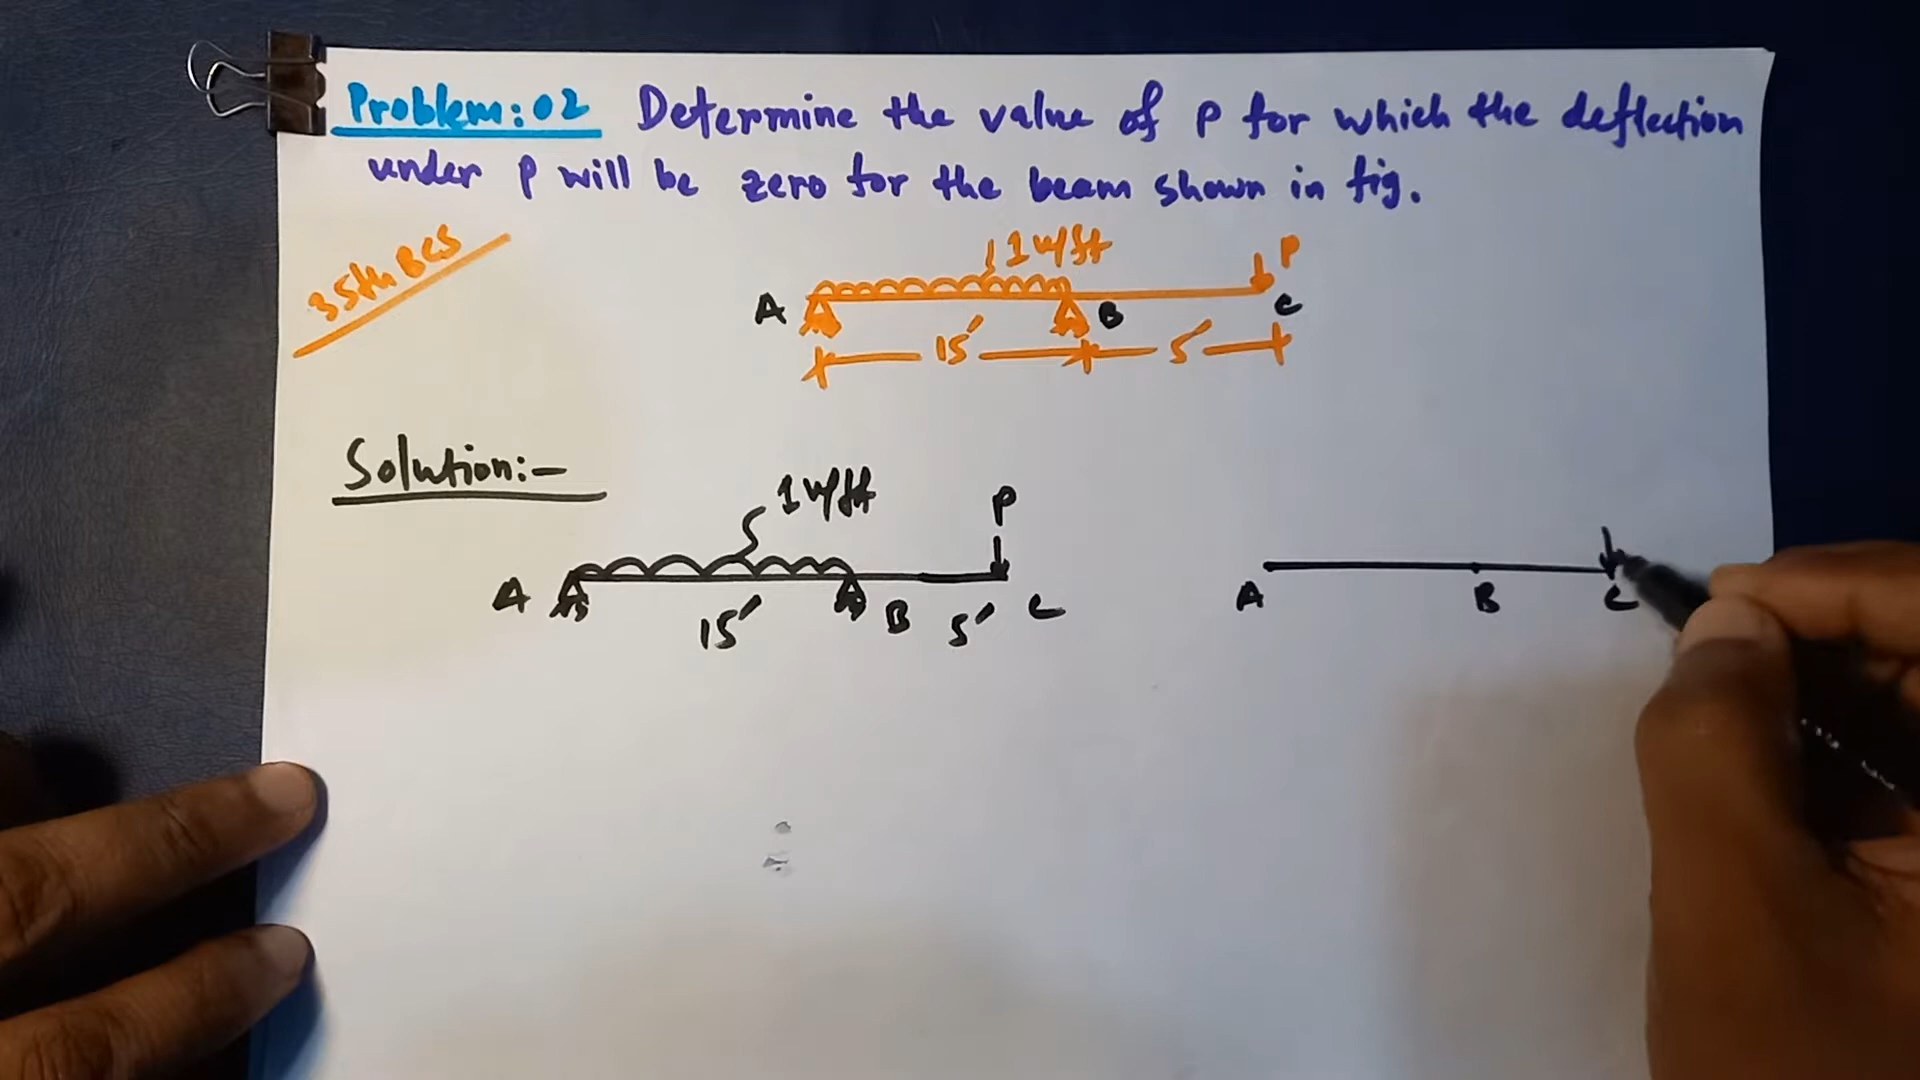 Problem: 02 Determine the value of P for which the deflection
under P will be zero for the beam shown in fig.
35th BCS
1 w/ft P
A B C
15' 5'
Solution:-
1 w/ft P
A B C
15' 5'
A B C